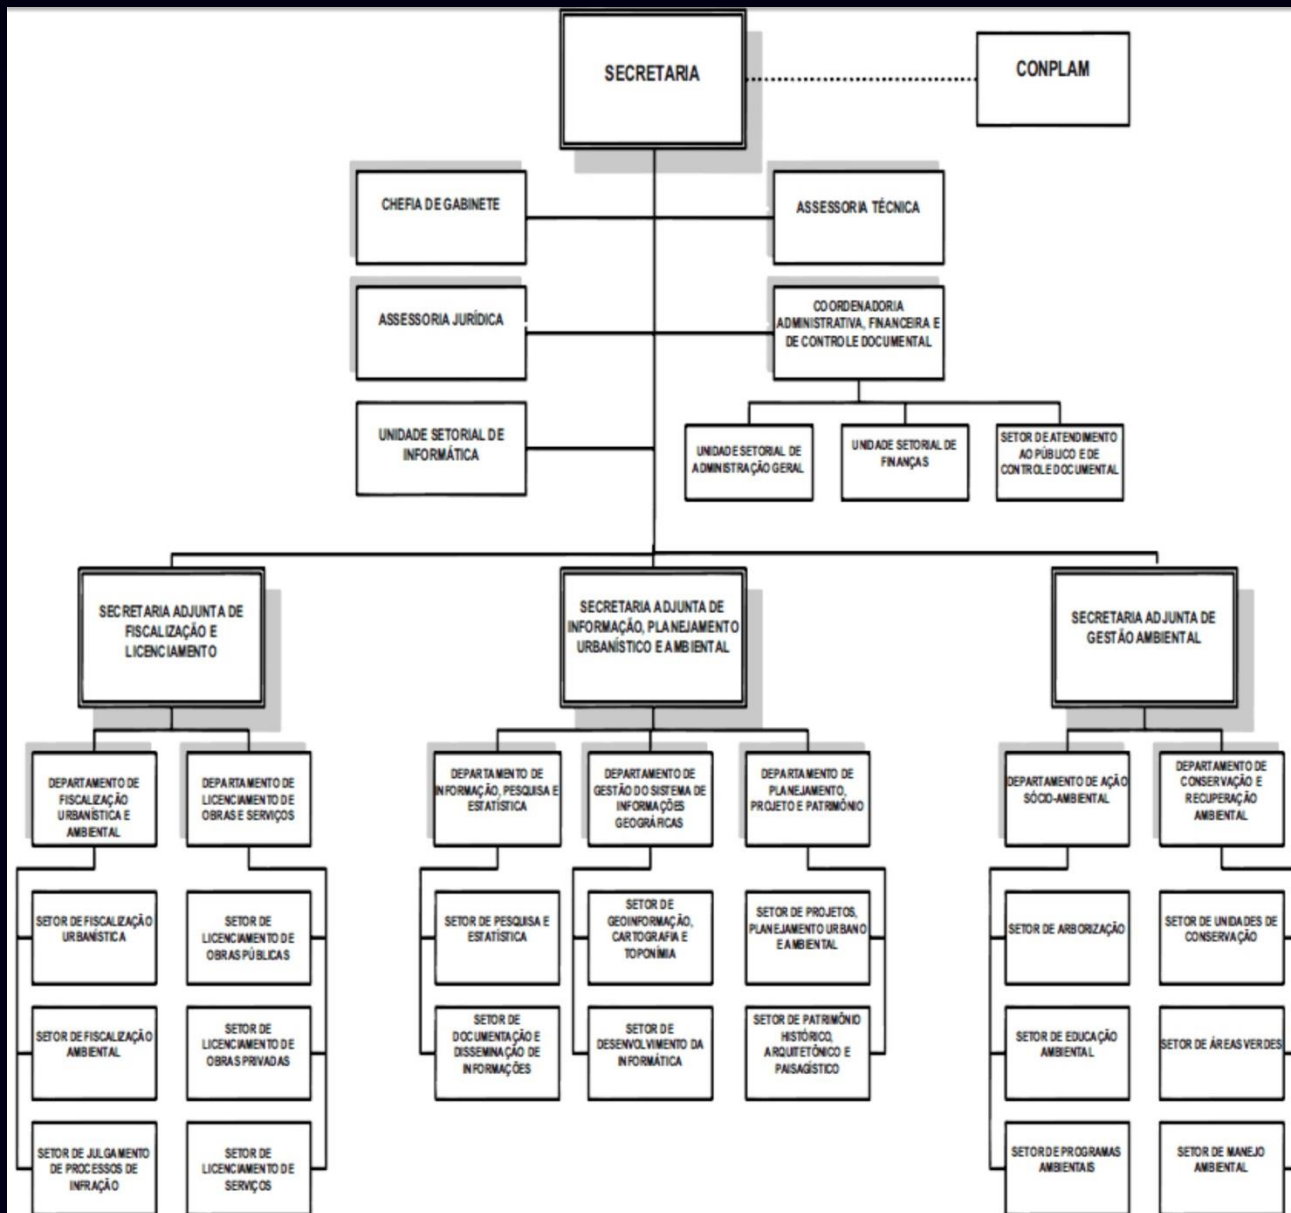 SECRETARIA
CONPLAM
CHEFIA DE GABINETE
ASSESSORIA TÉCNICA
ASSESSORIA JURÍDICA
COORDENADORIA
ADMINISTRATIVA, FINANCEIRA E
DE CONTROLE DOCUMENTAL
UNIDADE SETORIAL DE
INFORMÁTICA
UNIDADE SETORIAL DE
ADMINISTRAÇÃO GERAL
UNIDADE SETORIAL DE
FINANÇAS
SETOR DE ATENDIMENTO
AO PÚBLICO E DE
CONTROLE DOCUMENTAL
SECRETARIA ADJUNTA DE
FISCALIZAÇÃO E
LICENCIAMENTO
SECRETARIA ADJUNTA DE
INFORMAÇÃO, PLANEJAMENTO
URBANÍSTICO E AMBIENTAL
SECRETARIA ADJUNTA DE
GESTÃO AMBIENTAL
DEPARTAMENTO DE
FISCALIZAÇÃO
URBANÍSTICA E
AMBIENTAL
DEPARTAMENTO DE
LICENCIAMENTO DE
OBRAS E SERVIÇOS
DEPARTAMENTO DE
INFORMAÇÃO, PESQUISA E
ESTATÍSTICA
DEPARTAMENTO DE
GESTÃO DO SISTEMA DE
INFORMAÇÕES
GEOGRÁFICAS
DEPARTAMENTO DE
PLANEJAMENTO,
PROJETO E PATRIMÔNIO
DEPARTAMENTO DE AÇÃO
SÓCIO-AMBIENTAL
DEPARTAMENTO DE
CONSERVAÇÃO E
RECUPERAÇÃO
AMBIENTAL
SETOR DE FISCALIZAÇÃO
URBANÍSTICA
SETOR DE
LICENCIAMENTO DE
OBRAS PÚBLICAS
SETOR DE PESQUISA E
ESTATÍSTICA
SETOR DE
GEOINFORMAÇÃO,
CARTOGRAFIA E
TOPONÍMIA
SETOR DE PROJETOS,
PLANEJAMENTO URBANO
E AMBIENTAL
SETOR DE ARBORIZAÇÃO
SETOR DE UNIDADES DE
CONSERVAÇÃO
SETOR DE FISCALIZAÇÃO
AMBIENTAL
SETOR DE
LICENCIAMENTO DE
OBRAS PRIVADAS
SETOR DE
DOCUMENTAÇÃO E
DISSEMINAÇÃO DE
INFORMAÇÕES
SETOR DE
DESENVOLVIMENTO DA
INFORMÁTICA
SETOR DE PATRIMÔNIO
HISTÓRICO,
ARQUITETÔNICO E
PAISAGÍSTICO
SETOR DE EDUCAÇÃO
AMBIENTAL
SETOR DE ÁREAS VERDES
SETOR DE JULGAMENTO
DE PROCESSOS DE
INFRAÇÃO
SETOR DE
LICENCIAMENTO DE
SERVIÇOS
SETOR DE PROGRAMAS
AMBIENTAIS
SETOR DE MANEJO
AMBIENTAL